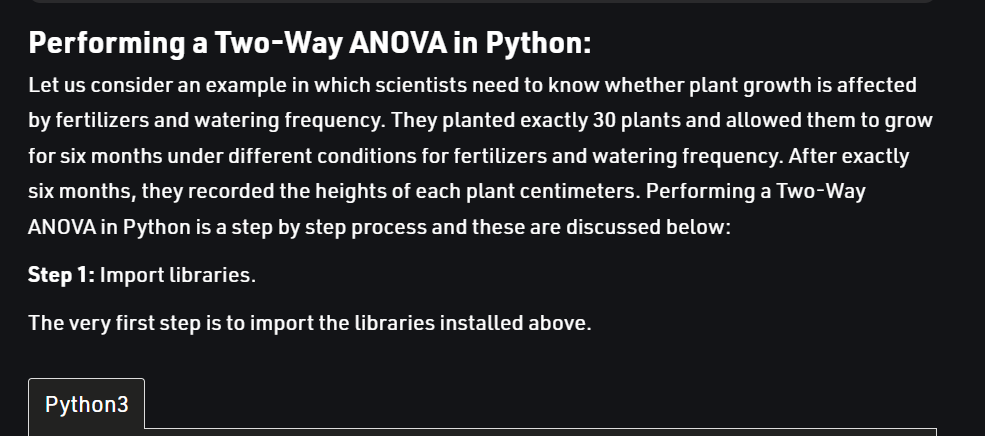 Performing a Two-Way ANOVA in Python:
Let us consider an example in which scientists need to know whether plant growth is affected
by fertilizers and watering frequency. They planted exactly 30 plants and allowed them to grow
for six months under different conditions for fertilizers and watering frequency. After exactly
six months, they recorded the heights of each plant centimeters. Performing a Two-Way
ANOVA in Python is a step by step process and these are discussed below:
Step 1: Import libraries.
The very first step is to import the libraries installed above.
Python3